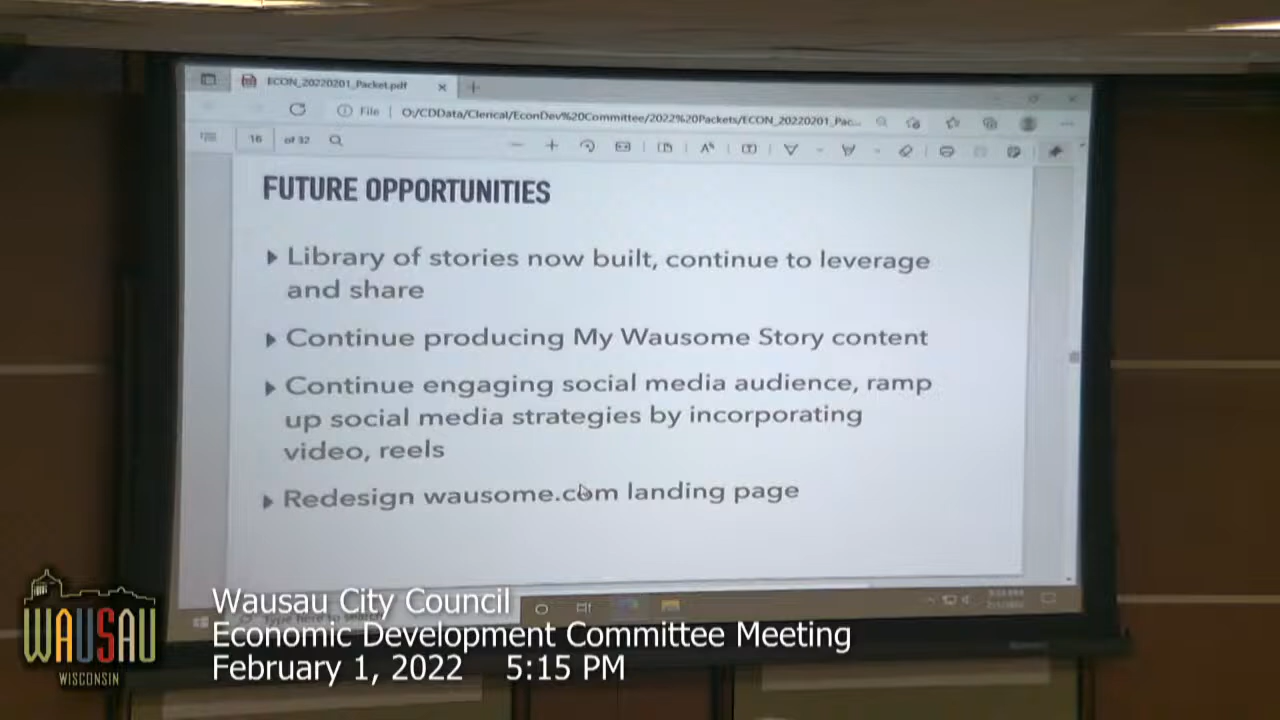 ECON_20220201_Packet.pdf
File
O:/CDData/Clerical/EconDev%20Committee/2022%20Packets/ECON_20220201_Pac...
16 of 32
FUTURE OPPORTUNITIES
Library of stories now built, continue to leverage
and share
Continue producing My Wausome Story content
Continue engaging social media audience, ramp
up social media strategies by incorporating
video, reels
Redesign wausome.com landing page
Wausau City Council
Economic Development Committee Meeting
February 1, 2022 5:15 PM
WAUSAU
WISCONSIN